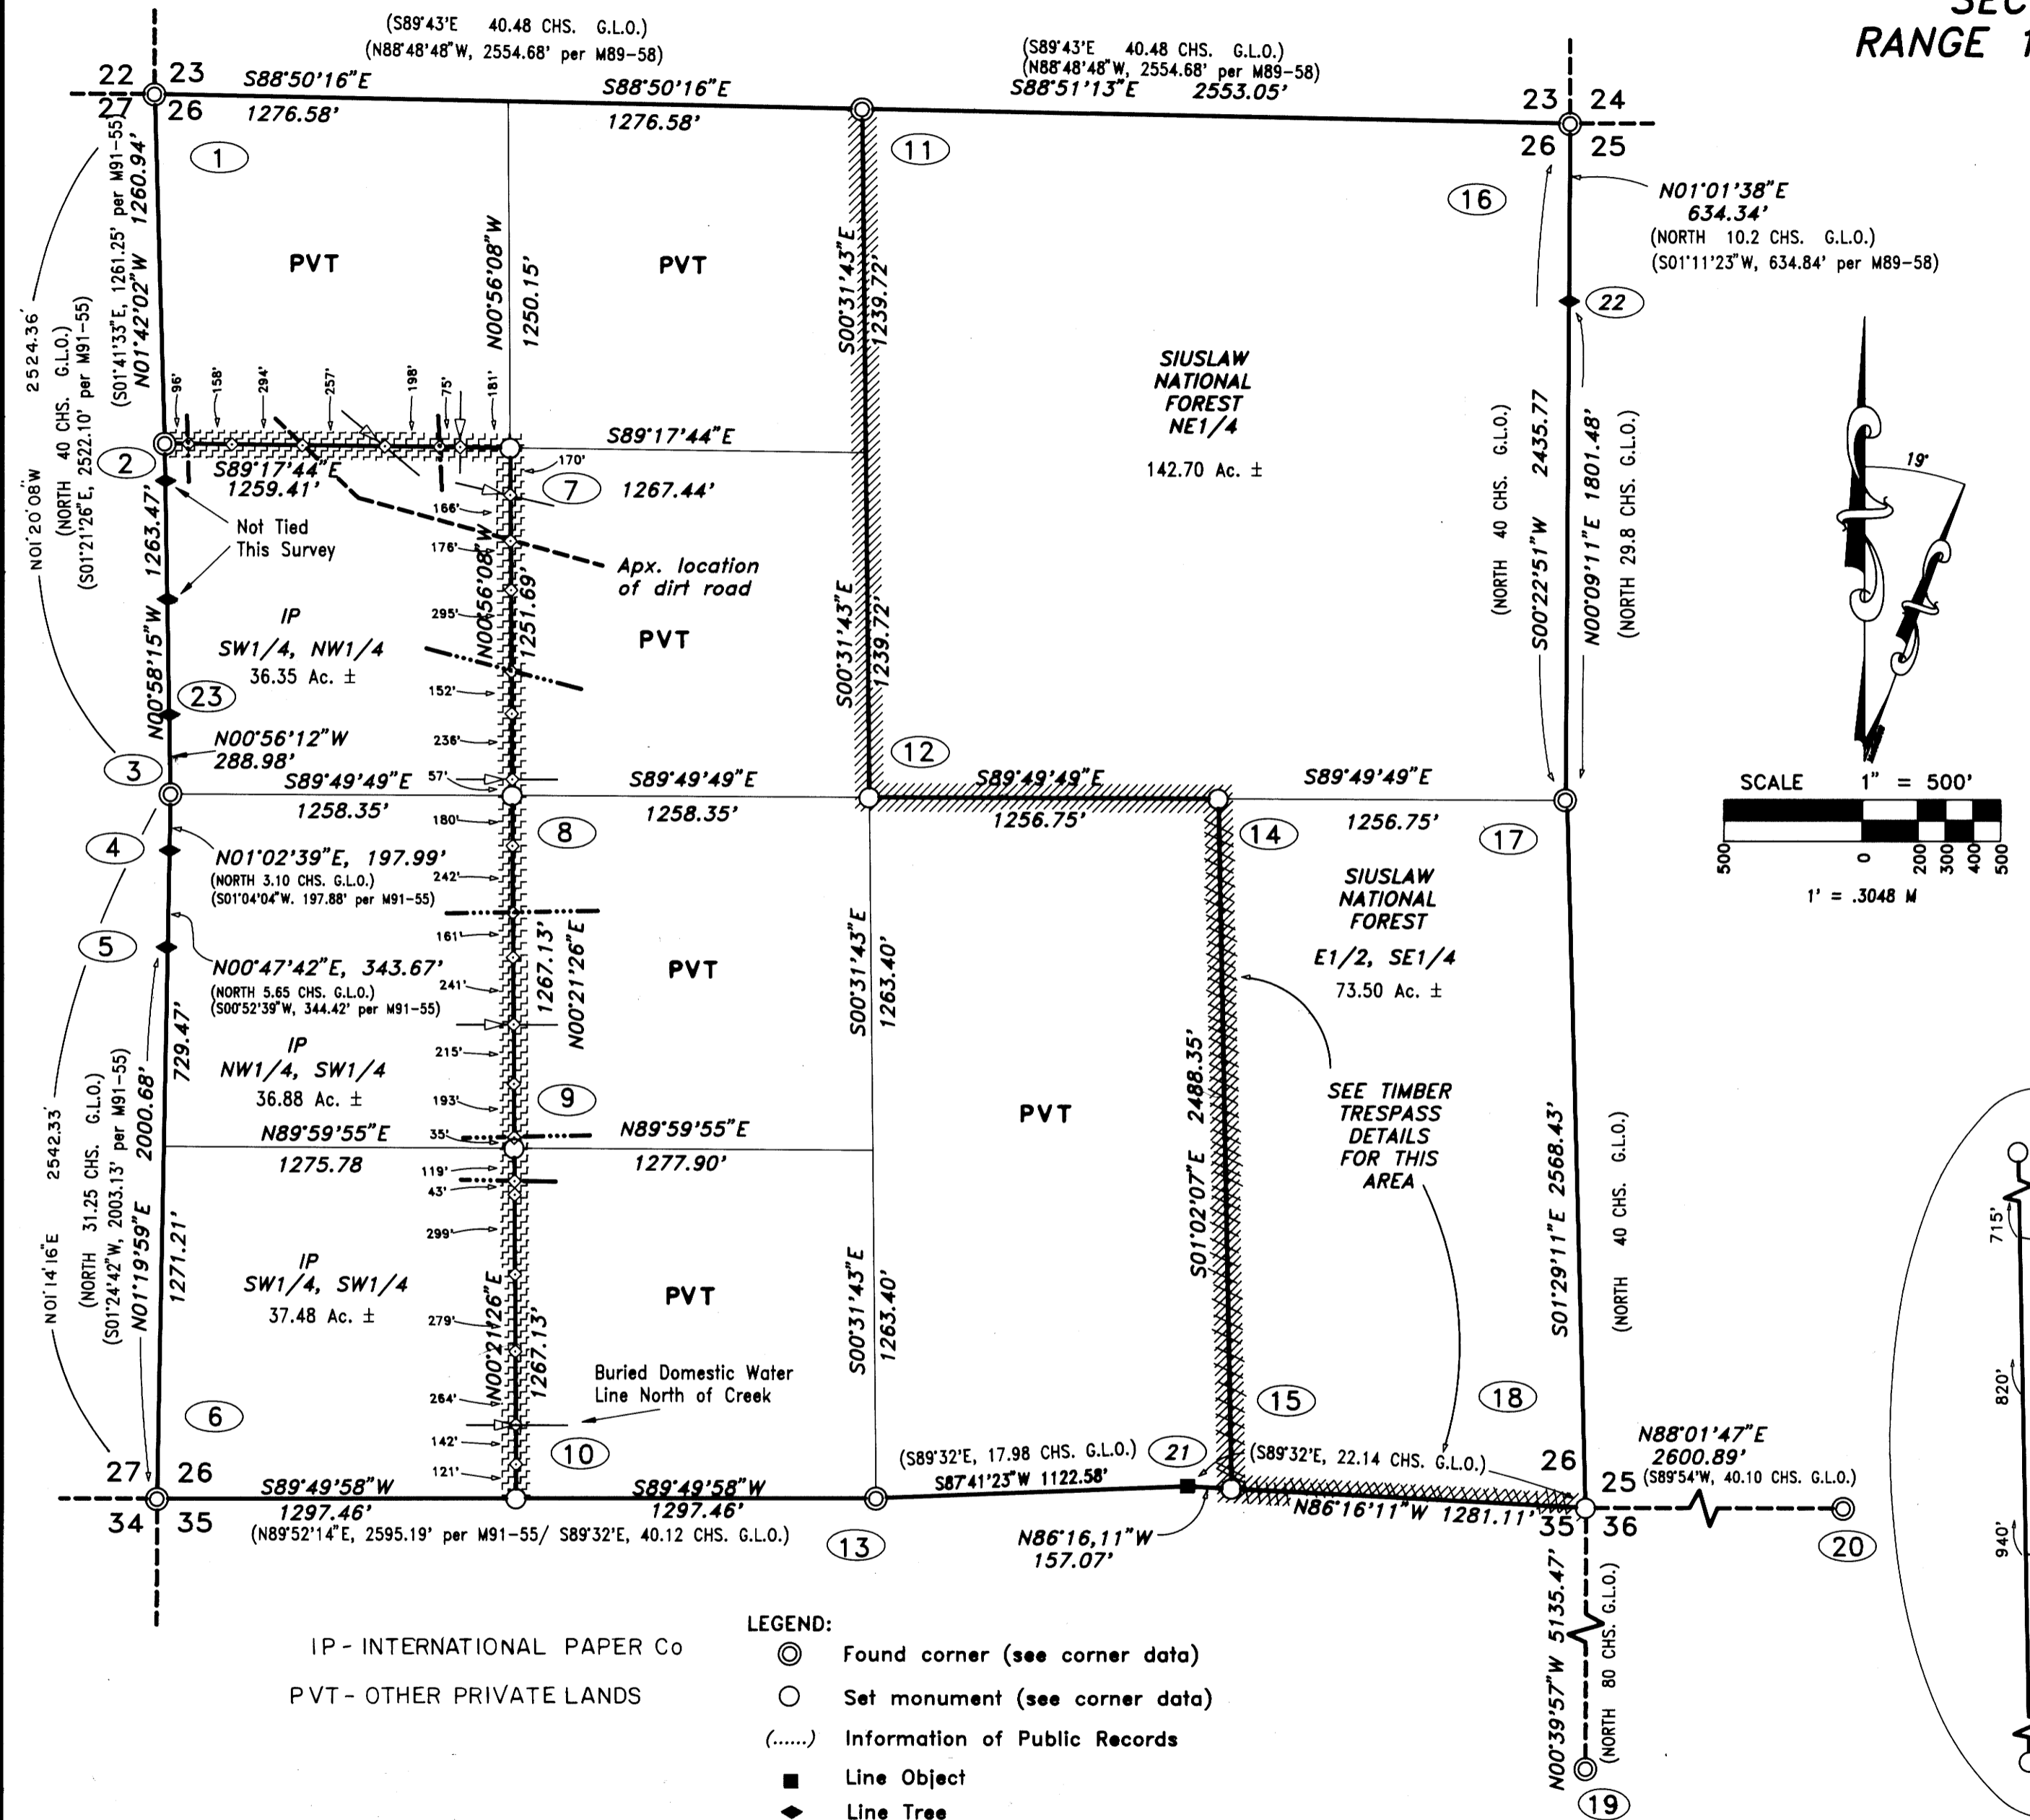 SEC
RANGE 1
(S89°43'E 40.48 CHS. G.L.O.)
(N88°48'48"W, 2554.68' per M89-58)
(S89°43'E 40.48 CHS. G.L.O.)
(N88°48'48"W, 2554.68' per M89-58)
S88°50'16"E
1276.58'
S88°50'16"E
1276.58'
S88°51'13"E 2553.05'
22 23
27 26
23 24
26 25
1
11
16
N01°01'38"E
634.34'
(NORTH 10.2 CHS. G.L.O.)
(S01°11'23"W, 634.84' per M89-58)
22
(S01°41'33"E, 1261.25' per M91-55)
N01°42'02"W 1260.94'
2524.36'
N01°20'08"W
(NORTH 40 CHS. G.L.O.)
(S01°21'26"E, 2522.10' per M91-55)
PVT
N00°56'08"W
1250.15'
PVT
S00°31'43"E
1239.72'
SIUSLAW
NATIONAL
FOREST
NE1/4
142.70 Ac. ±
96'
158'
294'
257'
198'
75'
181'
2
S89°17'44"E
1259.41'
S89°17'44"E
1267.44'
7
170'
166'
176'
295'
152'
236'
57'
Not Tied
This Survey
Apx. location
of dirt road
N00°58'15"W 1263.47'
IP
SW1/4, NW1/4
36.35 Ac. ±
N00°56'08"W
1251.69'
PVT
S00°31'43"E
1239.72'
(NORTH 40 CHS. G.L.O.)
S00°22'51"W 2435.77
N00°09'11"E 1801.48'
(NORTH 29.8 CHS. G.L.O.)
19°
SCALE 1" = 500'
500 0 200 300 400 500
1' = .3048 M
23
N00°56'12"W
288.98'
3
12
S89°49'49"E
1258.35'
S89°49'49"E
1258.35'
S89°49'49"E
1256.75'
S89°49'49"E
1256.75'
8
14
17
4
N01°02'39"E, 197.99'
(NORTH 3.10 CHS. G.L.O.)
(S01°04'04"W. 197.88' per M91-55)
5
N00°47'42"E, 343.67'
(NORTH 5.65 CHS. G.L.O.)
(S00°52'39"W, 344.42' per M91-55)
180'
242'
161'
241'
215'
193'
35'
1267.13'
N00°21'26"E
PVT
S00°31'43"E
1263.40'
SIUSLAW
NATIONAL
FOREST
E1/2, SE1/4
73.50 Ac. ±
729.47'
IP
NW1/4, SW1/4
36.88 Ac. ±
9
N89°59'55"E
1275.78
N89°59'55"E
1277.90'
PVT
S01°02'07"E 2488.35'
SEE TIMBER
TRESPASS
DETAILS
FOR THIS
AREA
S01°29'11"E 2568.43'
(NORTH 40 CHS. G.L.O.)
N01°14'16"E 2542.33'
(NORTH 31.25 CHS. G.L.O.)
(S01°24'42"W, 2003.13' per M91-55)
N01°19'59"E 2000.68'
1271.21'
IP
SW1/4, SW1/4
37.48 Ac. ±
119'
43'
299'
279'
264'
142'
121'
N00°21'26"E
1267.13'
PVT
S00°31'43"E
1263.40'
Buried Domestic Water
Line North of Creek
6
10
15
18
21
(S89°32'E, 17.98 CHS. G.L.O.)
(S89°32'E, 22.14 CHS. G.L.O.)
S87°41'23"W 1122.58'
27 26
34 35
S89°49'58"W
1297.46'
S89°49'58"W
1297.46'
(N89°52'14"E, 2595.19' per M91-55/ S89°32'E, 40.12 CHS. G.L.O.)
13
N86°16,11"W
157.07'
N86°16'11"W 1281.11'
26 25
35 36
N88°01'47"E
2600.89'
(S89°54'W, 40.10 CHS. G.L.O.)
20
N00°39'57"W 5135.47'
(NORTH 80 CHS. G.L.O.)
19
715'
820'
940'
IP - INTERNATIONAL PAPER Co
PVT - OTHER PRIVATE LANDS
LEGEND:
Found corner (see corner data)
Set monument (see corner data)
(......) Information of Public Records
Line Object
Line Tree